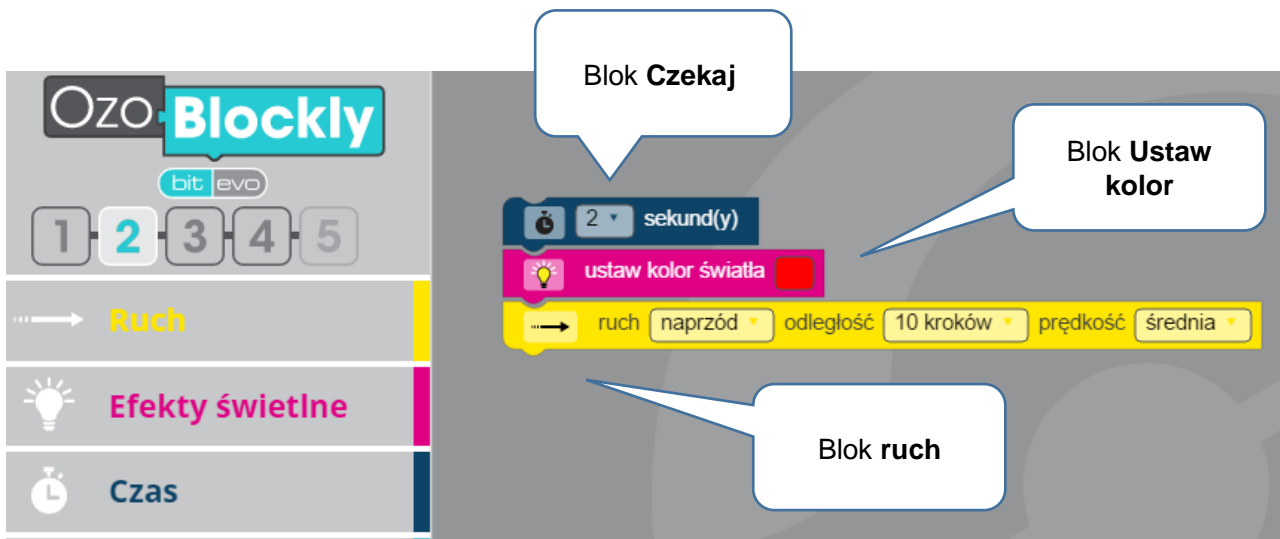 Ozo Blockly
bit evo
1 2 3 4 5
Ruch
Efekty świetlne
Czas
Blok Czekaj
Blok Ustaw
kolor
2 sekund(y)
ustaw kolor światła
ruch naprzód odległość 10 kroków prędkość średnia
Blok ruch